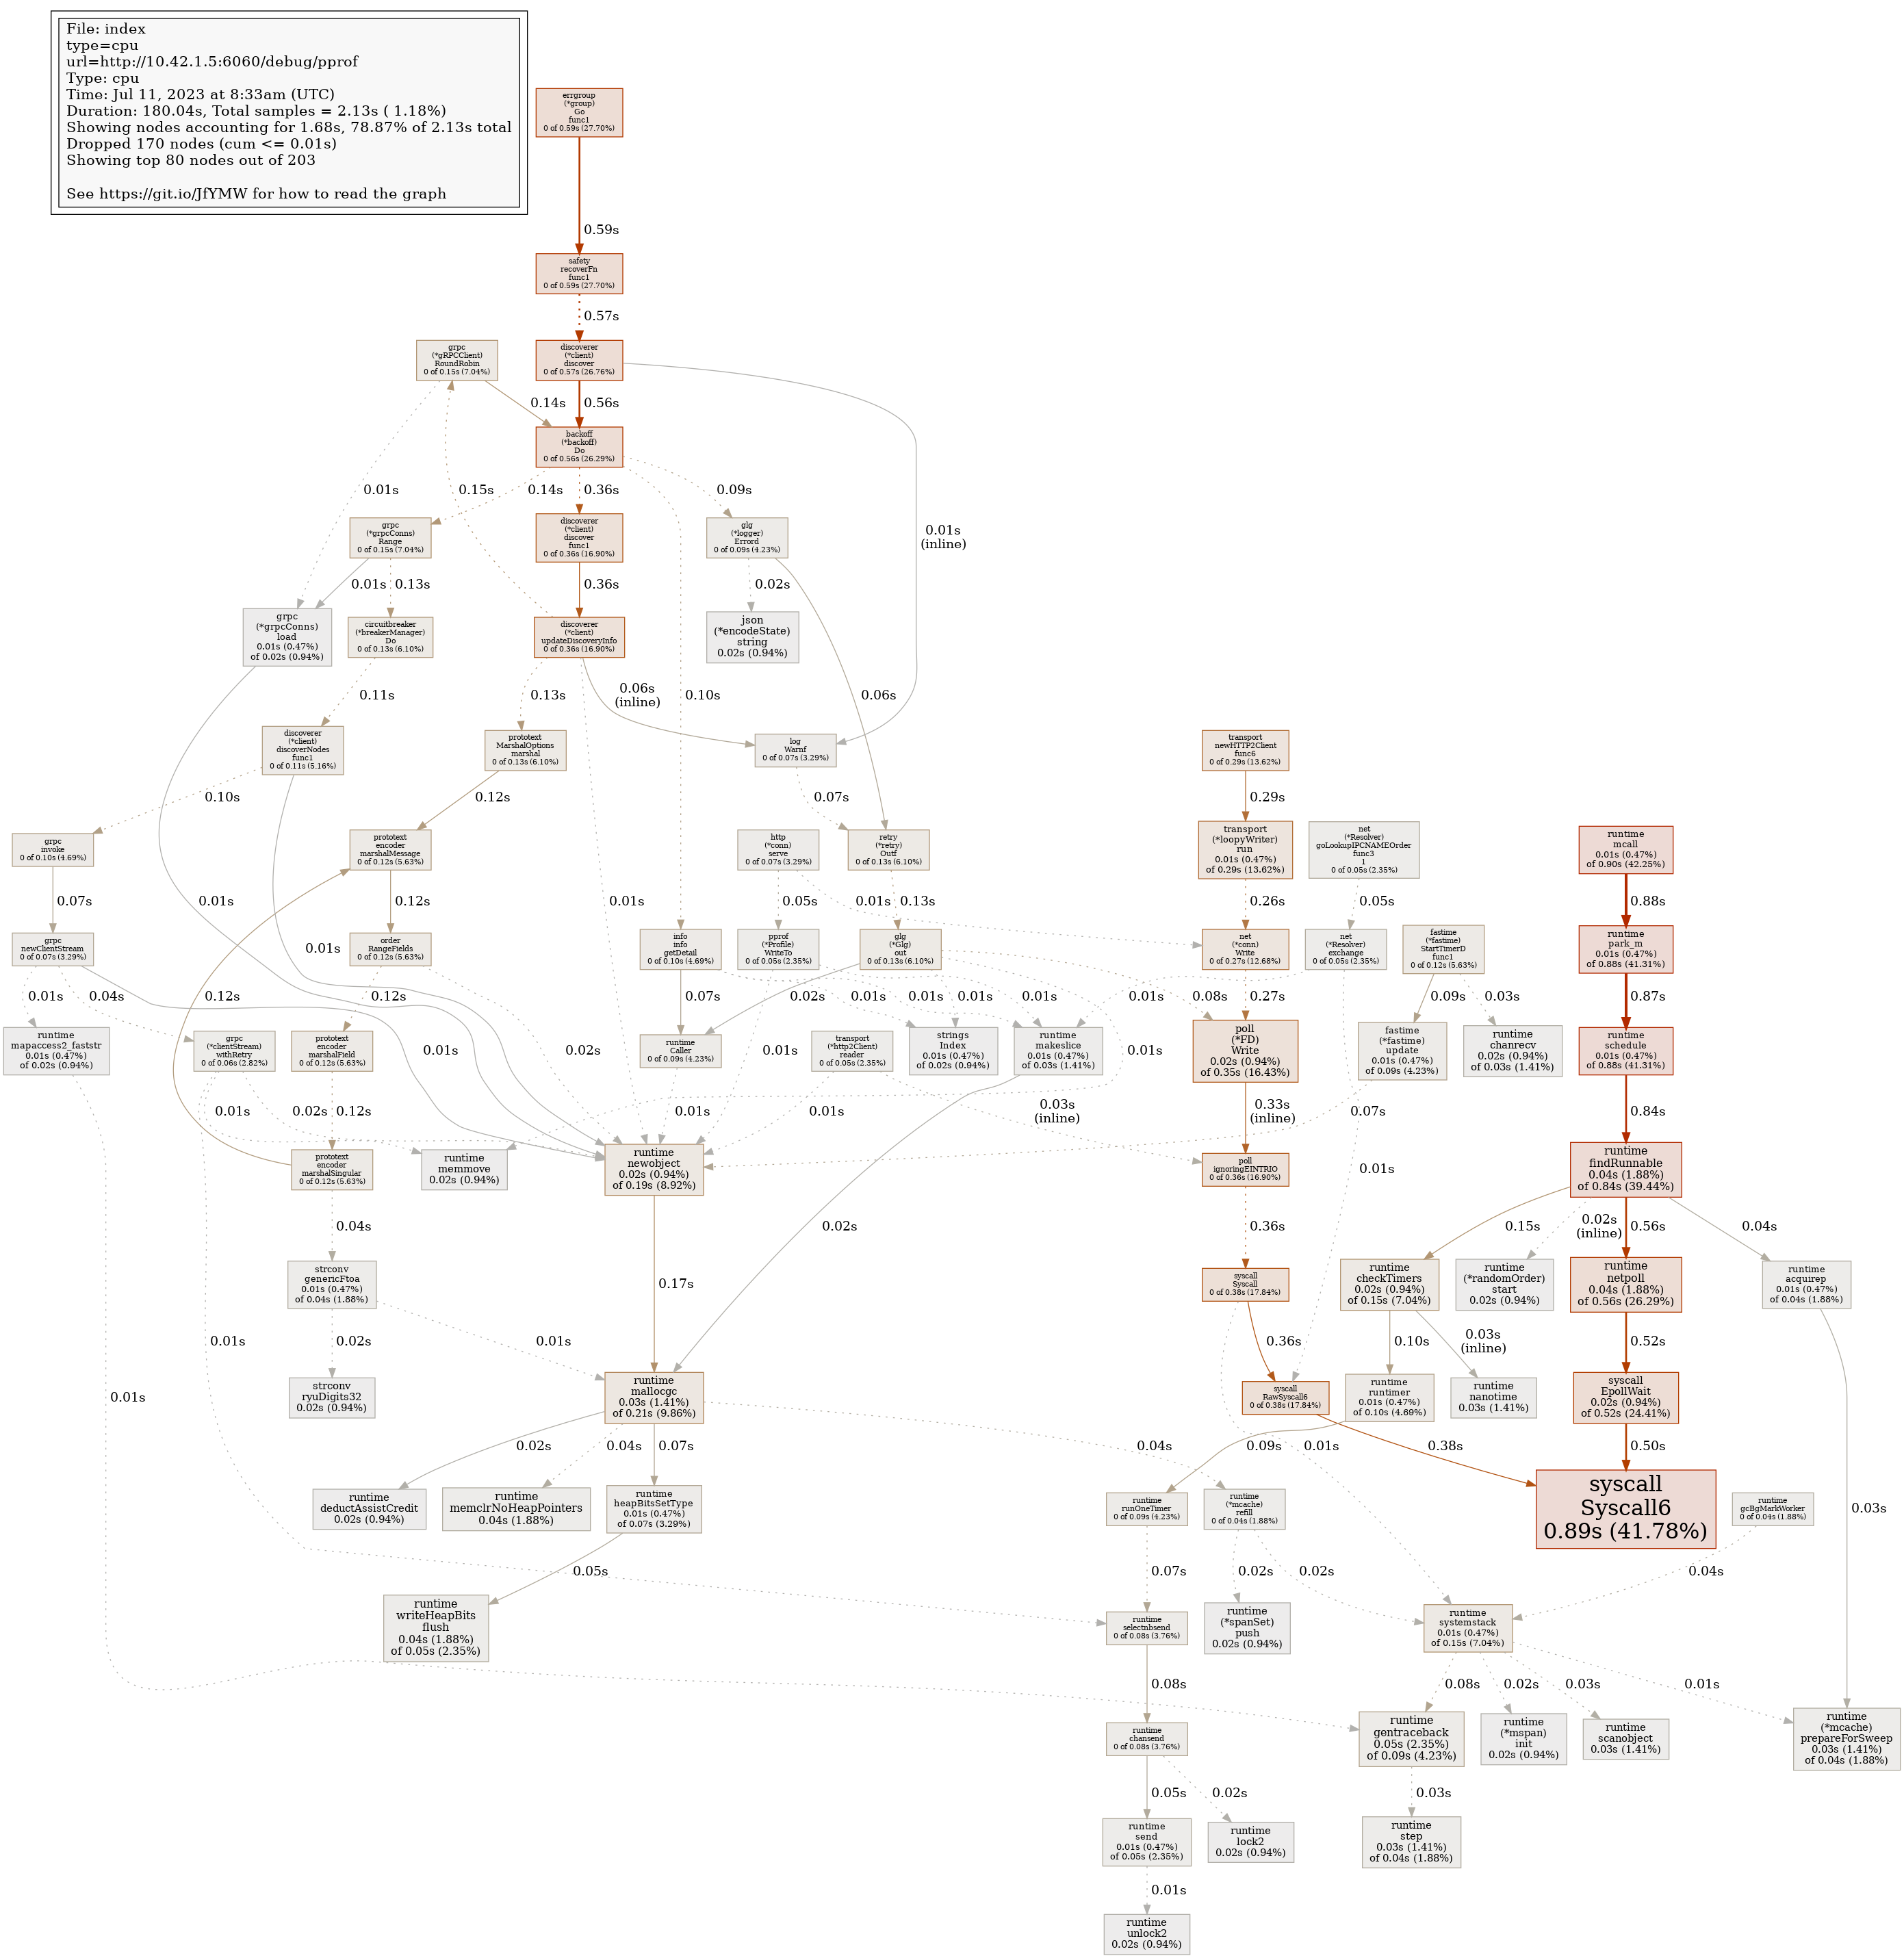 File: index
type=cpu
url=http://10.42.1.5:6060/debug/pprof
Type: cpu
Time: Jul 11, 2023 at 8:33am (UTC)
Duration: 180.04s, Total samples = 2.13s ( 1.18%)
Showing nodes accounting for 1.68s, 78.87% of 2.13s total
Dropped 170 nodes (cum <= 0.01s)
Showing top 80 nodes out of 203
See https://git.io/JfYMW for how to read the graph
errgroup
(*group)
Go
func1
0 of 0.59s (27.70%)
0.59s
safety
recoverFn
func1
0 of 0.59s (27.70%)
0.57s
grpc
(*gRPCClient)
RoundRobin
0 of 0.15s (7.04%)
discoverer
(*client)
discover
0 of 0.57s (26.76%)
0.14s
0.56s
backoff
(*backoff)
Do
0 of 0.56s (26.29%)
0.01s
0.15s
0.14s
0.36s
0.09s
0.01s
(inline)
grpc
(*grpcConns)
Range
0 of 0.15s (7.04%)
discoverer
(*client)
discover
func1
0 of 0.36s (16.90%)
glg
(*logger)
Errord
0 of 0.09s (4.23%)
0.01s
0.13s
0.36s
0.02s
grpc
(*grpcConns)
load
0.01s (0.47%)
of 0.02s (0.94%)
circuitbreaker
(*breakerManager)
Do
0 of 0.13s (6.10%)
discoverer
(*client)
updateDiscoveryInfo
0 of 0.36s (16.90%)
json
(*encodeState)
string
0.02s (0.94%)
0.11s
0.13s
0.06s
(inline)
0.10s
0.06s
discoverer
(*client)
discoverNodes
func1
0 of 0.11s (5.16%)
prototext
MarshalOptions
marshal
0 of 0.13s (6.10%)
log
Warnf
0 of 0.07s (3.29%)
transport
newHTTP2Client
func6
0 of 0.29s (13.62%)
0.10s
0.12s
0.07s
0.29s
grpc
invoke
0 of 0.10s (4.69%)
prototext
encoder
marshalMessage
0 of 0.12s (5.63%)
http
(*conn)
serve
0 of 0.07s (3.29%)
retry
(*retry)
Outf
0 of 0.13s (6.10%)
transport
(*loopyWriter)
run
0.01s (0.47%)
of 0.29s (13.62%)
net
(*Resolver)
goLookupIPCNAMEOrder
func3
1
0 of 0.05s (2.35%)
runtime
mcall
0.01s (0.47%)
of 0.90s (42.25%)
0.07s
0.01s
0.12s
0.01s
0.05s
0.01s
0.13s
0.26s
0.05s
0.88s
grpc
newClientStream
0 of 0.07s (3.29%)
0.01s
order
RangeFields
0 of 0.12s (5.63%)
info
info
getDetail
0 of 0.10s (4.69%)
pprof
(*Profile)
WriteTo
0 of 0.05s (2.35%)
glg
(*Glg)
out
0 of 0.13s (6.10%)
net
(*conn)
Write
0 of 0.27s (12.68%)
net
(*Resolver)
exchange
0 of 0.05s (2.35%)
fastime
(*fastime)
StartTimerD
func1
0 of 0.12s (5.63%)
runtime
park_m
0.01s (0.47%)
of 0.88s (41.31%)
0.01s
0.04s
0.12s
0.12s
0.07s
0.02s
0.01s
0.01s
0.01s
0.01s
0.01s
0.08s
0.27s
0.09s
0.03s
0.87s
runtime
mapaccess2_faststr
0.01s (0.47%)
of 0.02s (0.94%)
grpc
(*clientStream)
withRetry
0 of 0.06s (2.82%)
prototext
encoder
marshalField
0 of 0.12s (5.63%)
0.01s
0.02s
runtime
Caller
0 of 0.09s (4.23%)
0.01s
transport
(*http2Client)
reader
0 of 0.05s (2.35%)
strings
Index
0.01s (0.47%)
of 0.02s (0.94%)
runtime
makeslice
0.01s (0.47%)
of 0.03s (1.41%)
0.01s
poll
(*FD)
Write
0.02s (0.94%)
of 0.35s (16.43%)
fastime
(*fastime)
update
0.01s (0.47%)
of 0.09s (4.23%)
runtime
chanrecv
0.02s (0.94%)
of 0.03s (1.41%)
runtime
schedule
0.01s (0.47%)
of 0.88s (41.31%)
0.01s
0.02s
0.12s
0.01s
0.01s
0.03s
(inline)
0.33s
(inline)
0.07s
0.84s
prototext
encoder
marshalSingular
0 of 0.12s (5.63%)
runtime
memmove
0.02s (0.94%)
runtime
newobject
0.02s (0.94%)
of 0.19s (8.92%)
poll
ignoringEINTRIO
0 of 0.36s (16.90%)
0.01s
runtime
findRunnable
0.04s (1.88%)
of 0.84s (39.44%)
0.04s
0.02s
0.36s
0.15s
0.02s
(inline)
0.56s
0.04s
strconv
genericFtoa
0.01s (0.47%)
of 0.04s (1.88%)
0.17s
syscall
Syscall
0 of 0.38s (17.84%)
runtime
checkTimers
0.02s (0.94%)
of 0.15s (7.04%)
runtime
(*randomOrder)
start
0.02s (0.94%)
runtime
netpoll
0.04s (1.88%)
of 0.56s (26.29%)
runtime
acquirep
0.01s (0.47%)
of 0.04s (1.88%)
0.01s
0.02s
0.01s
0.36s
0.10s
0.03s
(inline)
0.52s
0.01s
strconv
ryuDigits32
0.02s (0.94%)
runtime
mallocgc
0.03s (1.41%)
of 0.21s (9.86%)
syscall
RawSyscall6
0 of 0.38s (17.84%)
runtime
runtimer
0.01s (0.47%)
of 0.10s (4.69%)
runtime
nanotime
0.03s (1.41%)
syscall
EpollWait
0.02s (0.94%)
of 0.52s (24.41%)
0.02s
0.04s
0.07s
0.04s
0.09s
0.01s
0.38s
0.50s
runtime
deductAssistCredit
0.02s (0.94%)
runtime
memclrNoHeapPointers
0.04s (1.88%)
runtime
heapBitsSetType
0.01s (0.47%)
of 0.07s (3.29%)
runtime
runOneTimer
0 of 0.09s (4.23%)
runtime
(*mcache)
refill
0 of 0.04s (1.88%)
syscall
Syscall6
0.89s (41.78%)
runtime
gcBgMarkWorker
0 of 0.04s (1.88%)
0.03s
0.05s
0.07s
0.02s
0.02s
0.04s
runtime
writeHeapBits
flush
0.04s (1.88%)
of 0.05s (2.35%)
runtime
selectnbsend
0 of 0.08s (3.76%)
runtime
(*spanSet)
push
0.02s (0.94%)
runtime
systemstack
0.01s (0.47%)
of 0.15s (7.04%)
0.08s
0.08s
0.02s
0.03s
0.01s
runtime
chansend
0 of 0.08s (3.76%)
runtime
gentraceback
0.05s (2.35%)
of 0.09s (4.23%)
runtime
(*mspan)
init
0.02s (0.94%)
runtime
scanobject
0.03s (1.41%)
runtime
(*mcache)
prepareForSweep
0.03s (1.41%)
of 0.04s (1.88%)
0.05s
0.02s
0.03s
runtime
send
0.01s (0.47%)
of 0.05s (2.35%)
runtime
lock2
0.02s (0.94%)
runtime
step
0.03s (1.41%)
of 0.04s (1.88%)
0.01s
runtime
unlock2
0.02s (0.94%)